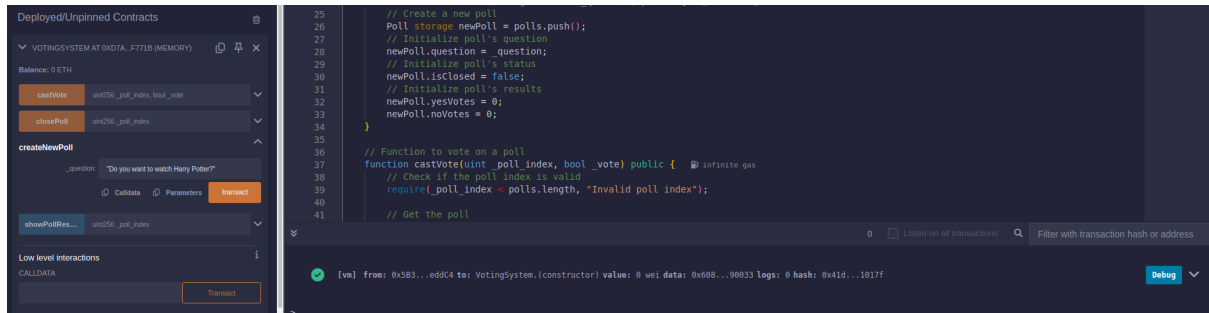 Deployed/Unpinned Contracts
VOTINGSYSTEM AT 0XD7A...F771B (MEMORY)
Balance: 0 ETH
castVote uint256 _poll_index, bool _vote
closePoll uint256 _poll_index
createNewPoll
_question: "Do you want to watch Harry Potter?"
Calldata Parameters transact
showPollRes... uint256 _poll_index
Low level interactions i
CALLDATA
Transact
25 // Create a new poll
26 Poll storage newPoll = polls.push();
27 // Initialize poll's question
28 newPoll.question = _question;
29 // Initialize poll's status
30 newPoll.isClosed = false;
31 // Initialize poll's results
32 newPoll.yesVotes = 0;
33 newPoll.noVotes = 0;
34 }
35
36 // Function to vote on a poll
37 function castVote(uint _poll_index, bool _vote) public { infinite gas
38 // Check if the poll index is valid
39 require(_poll_index < polls.length, "Invalid poll index");
40
41 // Get the poll
0 Listen on all transactions Filter with transaction hash or address
[vm] from: 0x5B3...eddC4 to: VotingSystem.(constructor) value: 0 wei data: 0x608...90033 logs: 0 hash: 0x41d...1017f Debug